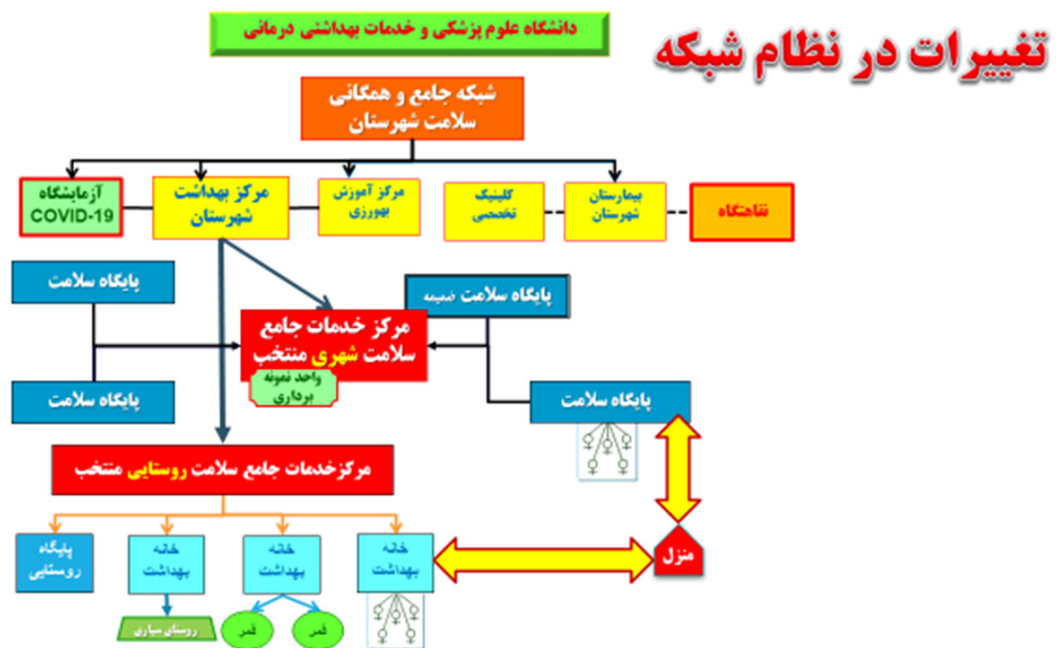 تغییرات در نظام شبکه
دانشگاه علوم پزشکی و خدمات بهداشتی درمانی
شبکه جامع و همگانی
سلامت شهرستان
آزمایشگاه
COVID-19
مرکز بهداشت
شهرستان
مرکز آموزش
بهورزی
کلینیک
تخصصی
بیمارستان
شهرستان
نقاهتگاه
پایگاه سلامت
پایگاه سلامت ضمیمه
مرکز خدمات جامع
سلامت شهری منتخب
واحد نمونه
برداری
پایگاه سلامت
پایگاه سلامت
مرکزخدمات جامع سلامت روستایی منتخب
پایگاه
روستایی
خانه
بهداشت
خانه
بهداشت
خانه
بهداشت
منزل
روستای سیاری
قمر
قمر